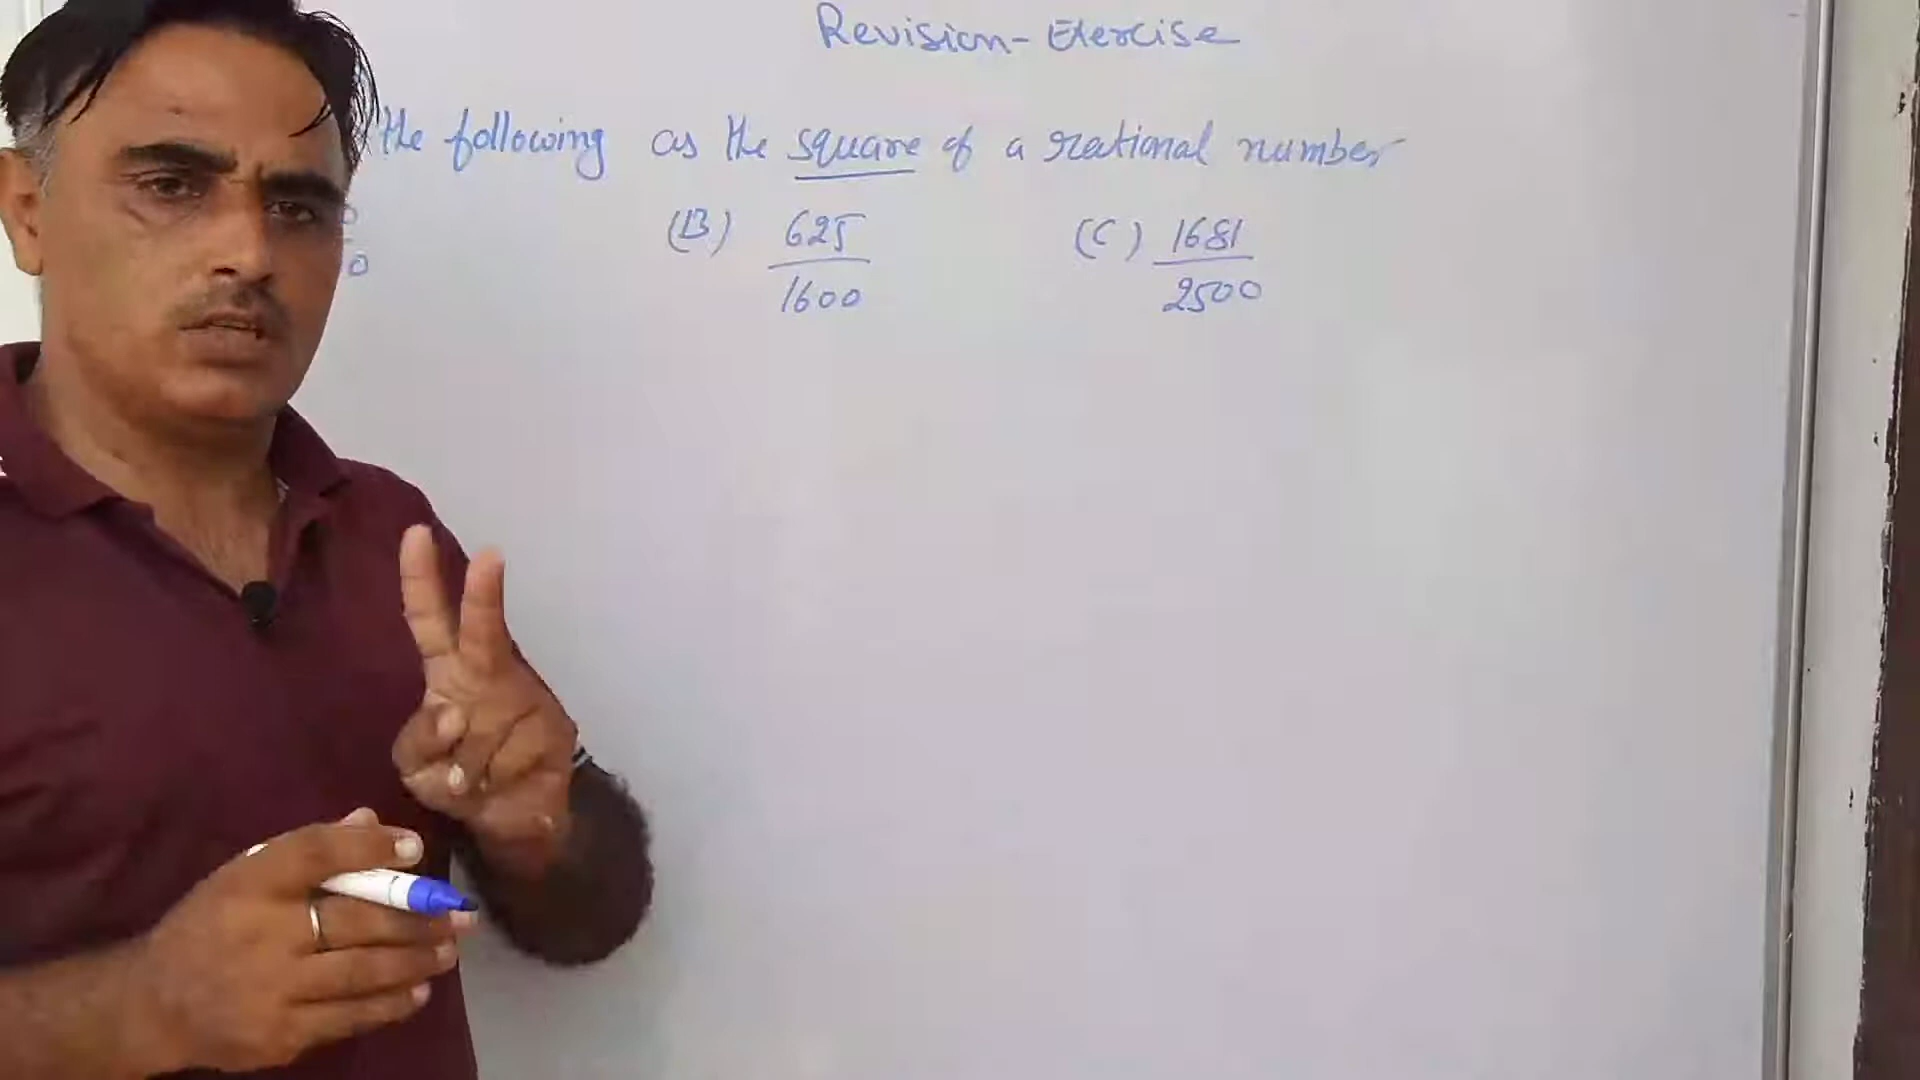 Revision - Exercise
the following as the square of a rational number
(B) 625/1600 (C) 1681/2500